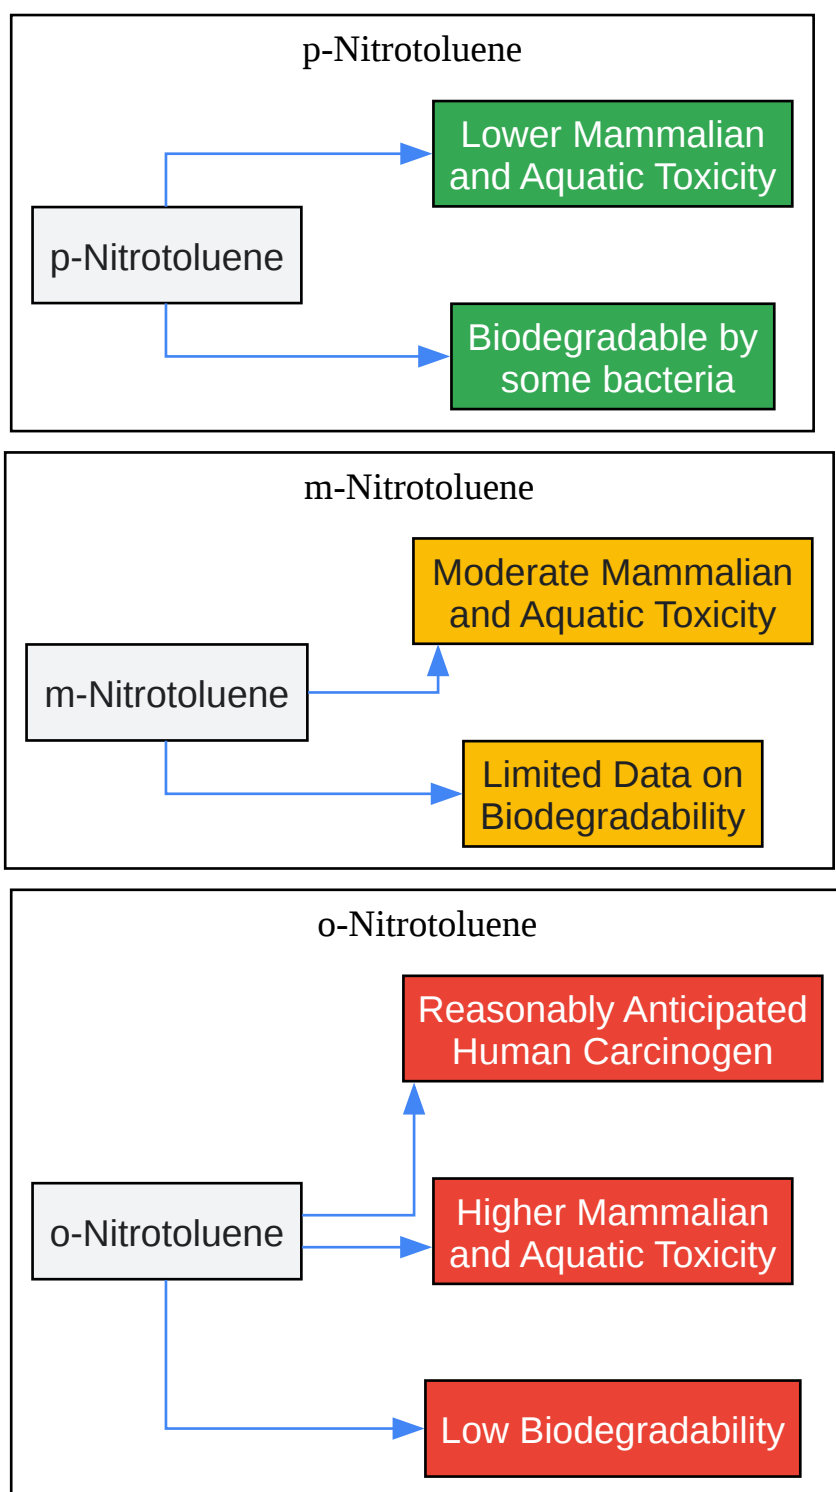 p-Nitrotoluene
Lower Mammalian
and Aquatic Toxicity
p-Nitrotoluene
Biodegradable by
some bacteria
m-Nitrotoluene
Moderate Mammalian
and Aquatic Toxicity
m-Nitrotoluene
Limited Data on
Biodegradability
o-Nitrotoluene
Reasonably Anticipated
Human Carcinogen
o-Nitrotoluene
Higher Mammalian
and Aquatic Toxicity
Low Biodegradability